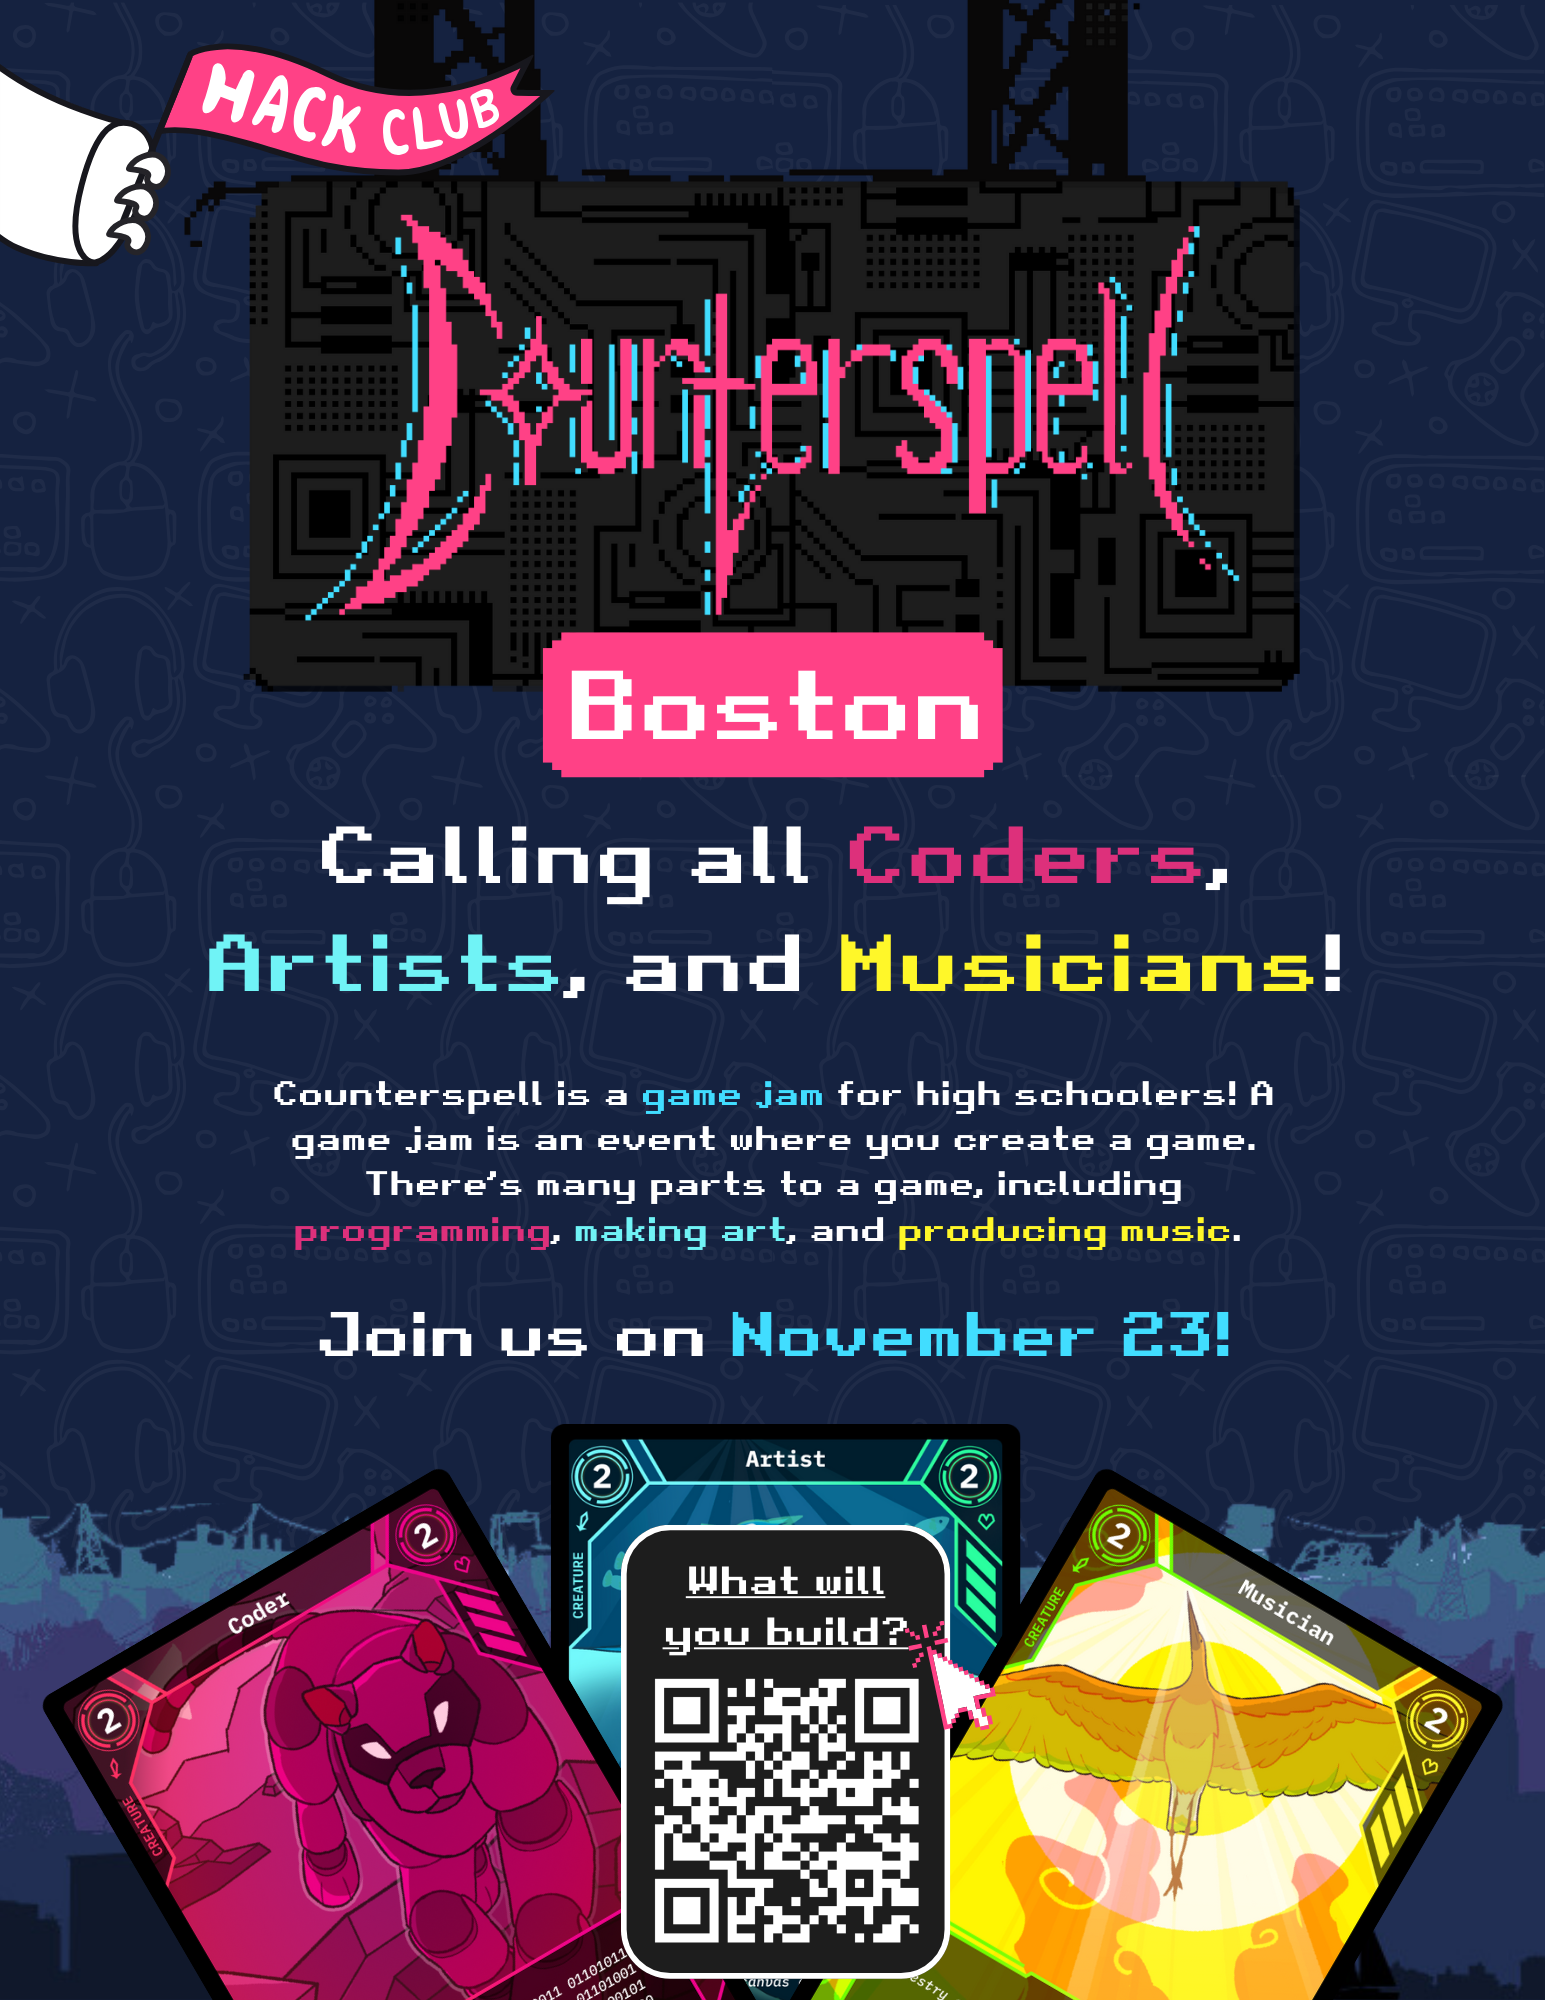 HACK CLUB
Counterspell
Boston
Calling all Coders,
Artists, and Musicians!
Counterspell is a game jam for high schoolers! A
game jam is an event where you create a game.
There's many parts to a game, including
programming, making art, and producing music.
Join us on November 23!
2
Coder
2
CREATURE
2
Artist
2
CREATURE
What will
you build?
2
Musician
2
CREATURE